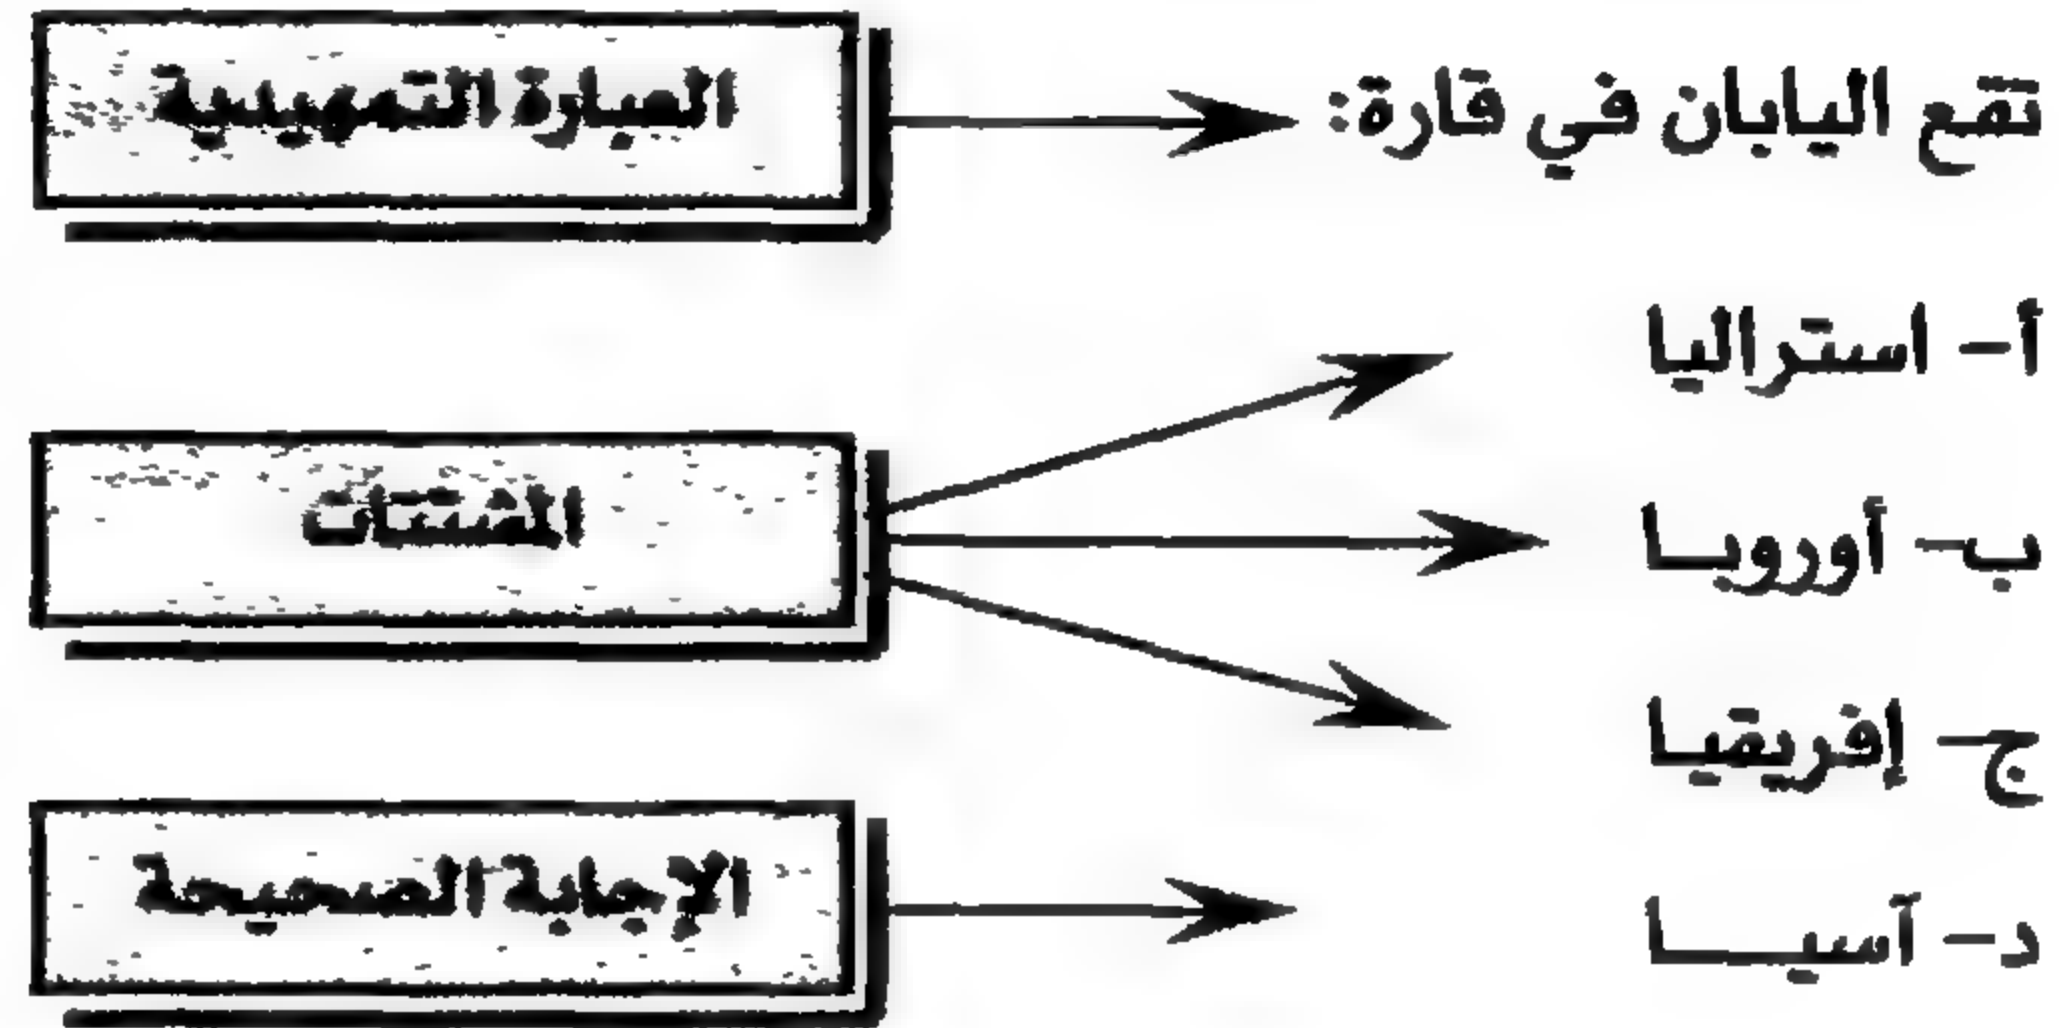 تقع اليابان في قارة:
العبارة التمهيدية
أ- استراليا
ب- أوروبا
المشتتات
ج- إفريقيا
د- آسيا
الإجابة الصحيحة